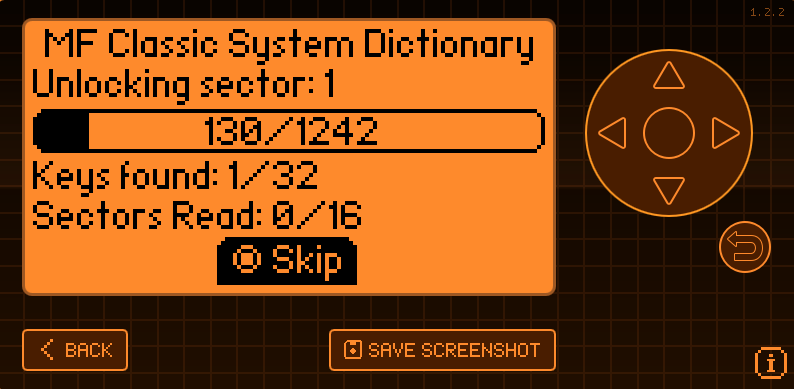 1.2.2
MF Classic System Dictionary
Unlocking sector: 1
130/1242
Keys found: 1/32
Sectors Read: 0/16
Skip
BACK
SAVE SCREENSHOT
i